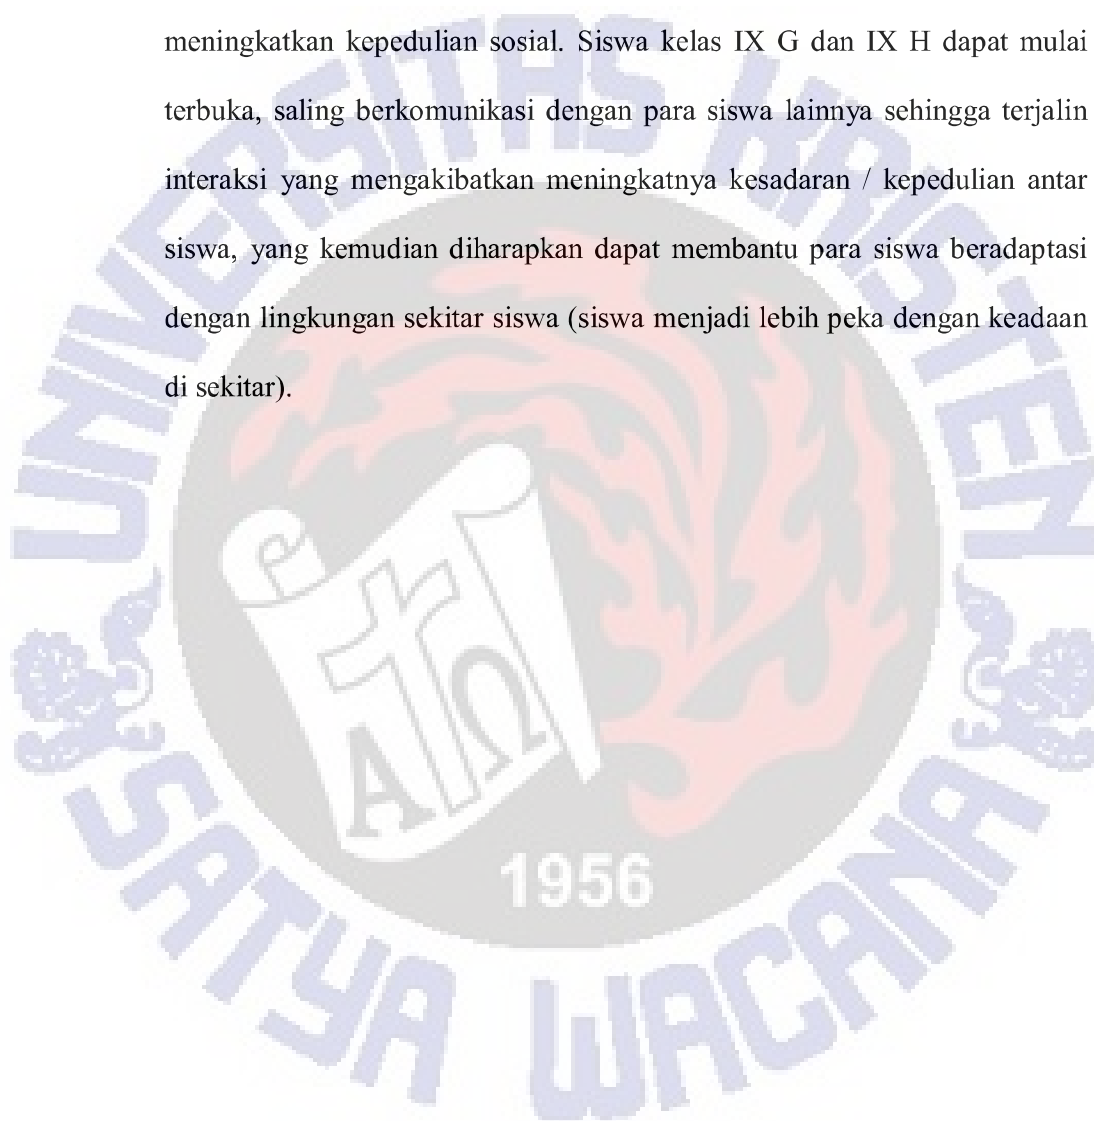 meningkatkan kepedulian sosial. Siswa kelas IX G dan IX H dapat mulai
terbuka, saling berkomunikasi dengan para siswa lainnya sehingga terjalin
interaksi yang mengakibatkan meningkatnya kesadaran / kepedulian antar
siswa, yang kemudian diharapkan dapat membantu para siswa beradaptasi
dengan lingkungan sekitar siswa (siswa menjadi lebih peka dengan keadaan
di sekitar).
UNIVERSITAS KRISTEN
A Ω
1956
SATYA WACANA